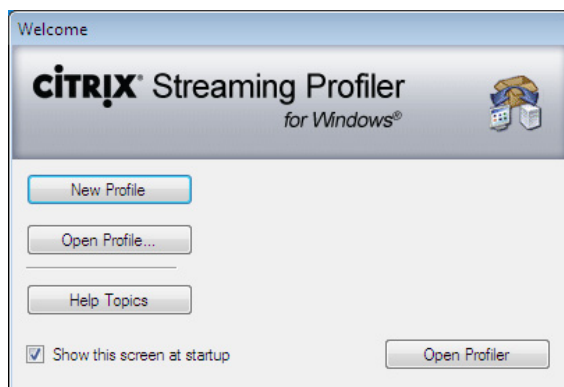 Welcome
CITRIX® Streaming Profiler
for Windows®
New Profile
Open Profile...
Help Topics
Show this screen at startup
Open Profiler